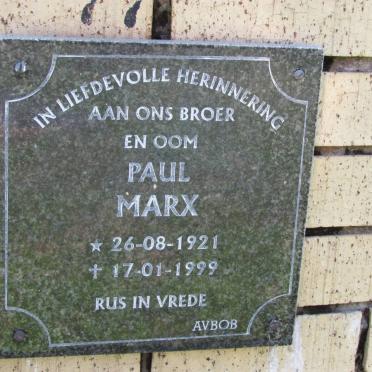 IN LIEFDEVOLLE HERINNERING
AAN ONS BROER
EN OOM
PAUL
MARX
★ 26-08-1921
✝ 17-01-1999
RUS IN VREDE
AVBOB